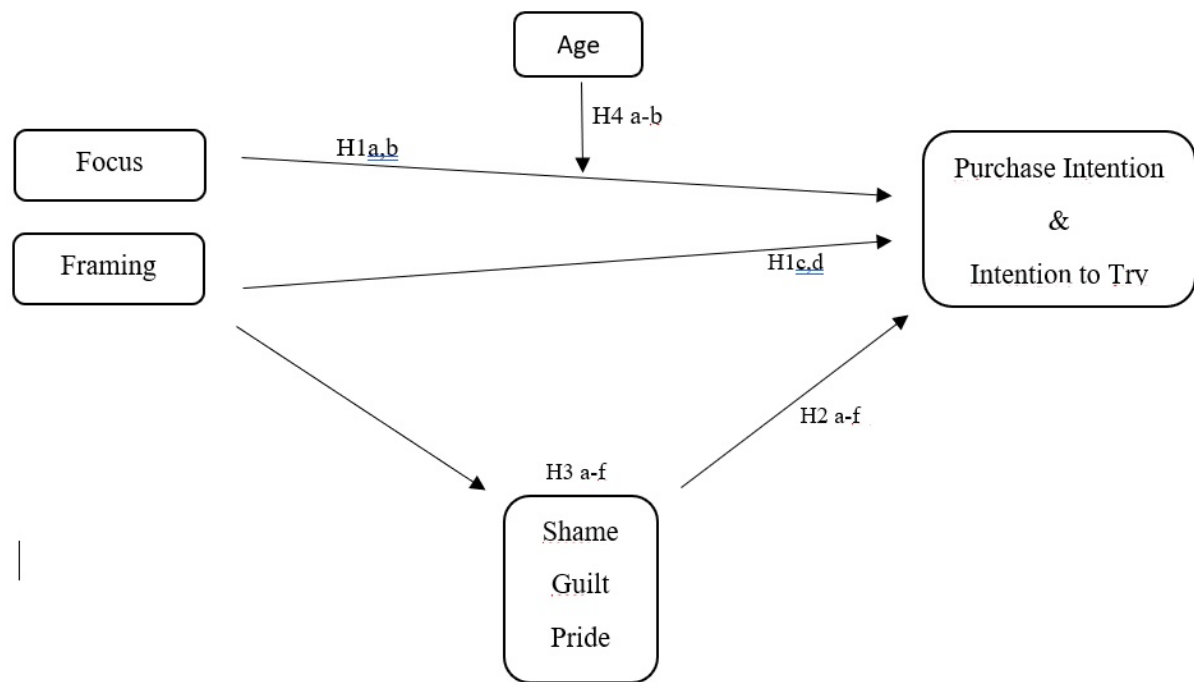 Age
H4 a-b
Focus
H1a,b
Purchase Intention
&
Intention to Try
Framing
H1c,d
H2 a-f
H3 a-f
Shame
Guilt
Pride